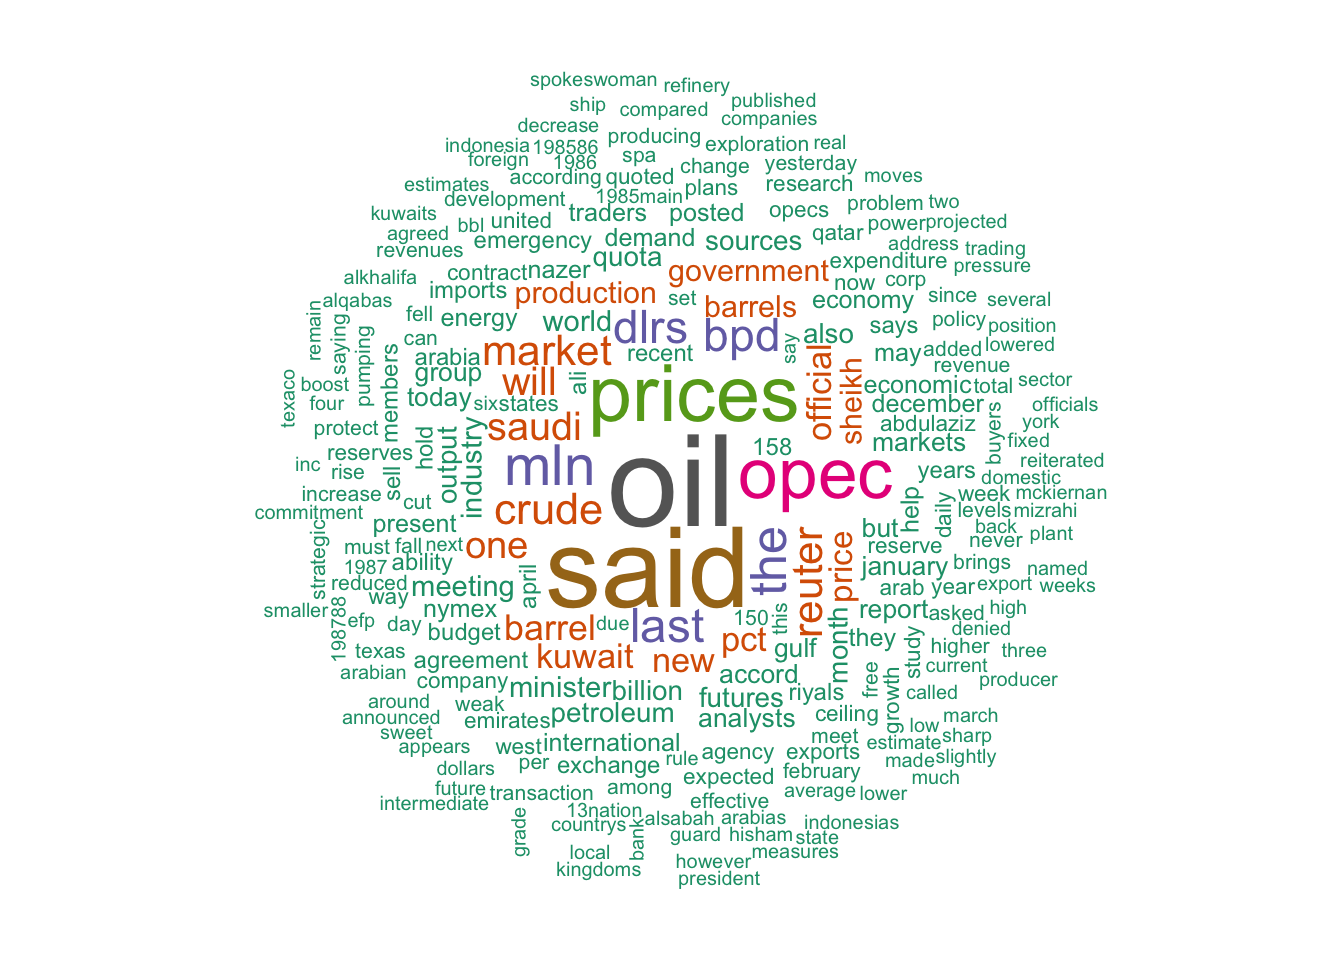 spokeswoman refinery
ship compared published
decrease producing companies
indonesia 198586 exploration real
foreign 1986 spa change yesterday
estimates according quoted plans research moves
development 1985main
kuwaits bbl united traders posted opecs problem two
agreed emergency demand sources qatar power projected
revenues quota address trading
alkhalifa contract nazer government expenditure pressure
alqabas imports production set barrels now corp since several
fell energy world dlrs bpd also economy says policy position
remain saying can arabia market recent say may added lowered
pumping members group will ali prices official sheikh economic revenue total sector
texaco boost four today six states december officials
protect saudi abdulaziz buyers york
reserves hold output industry 158 markets fixed
inc rise sell mln oil opec years reiterated
increase cut crude help daily week domestic mckiernan
commitment present levels mizrahi
strategic must fall next one said the reuter price but reserve never back plant
1987 ability january brings named
reduced way meeting april arab year export weeks
smaller nymex 150 this month report asked high
198788 efp day budget barrel due last pct they study denied
texas agreement kuwait new gulf higher three
arabian company minister billion accord free growth current producer
around weak futures riyals called
announced emirates petroleum analysts ceiling low march
sweet appears west international meet estimate sharp
dollars per exchange rule agency exports made slightly
future transaction among expected february much
intermediate effective average lower
grade 13nation alsabah arabias
countrys bank guard hisham indonesias
local state
kingdoms however measures
president